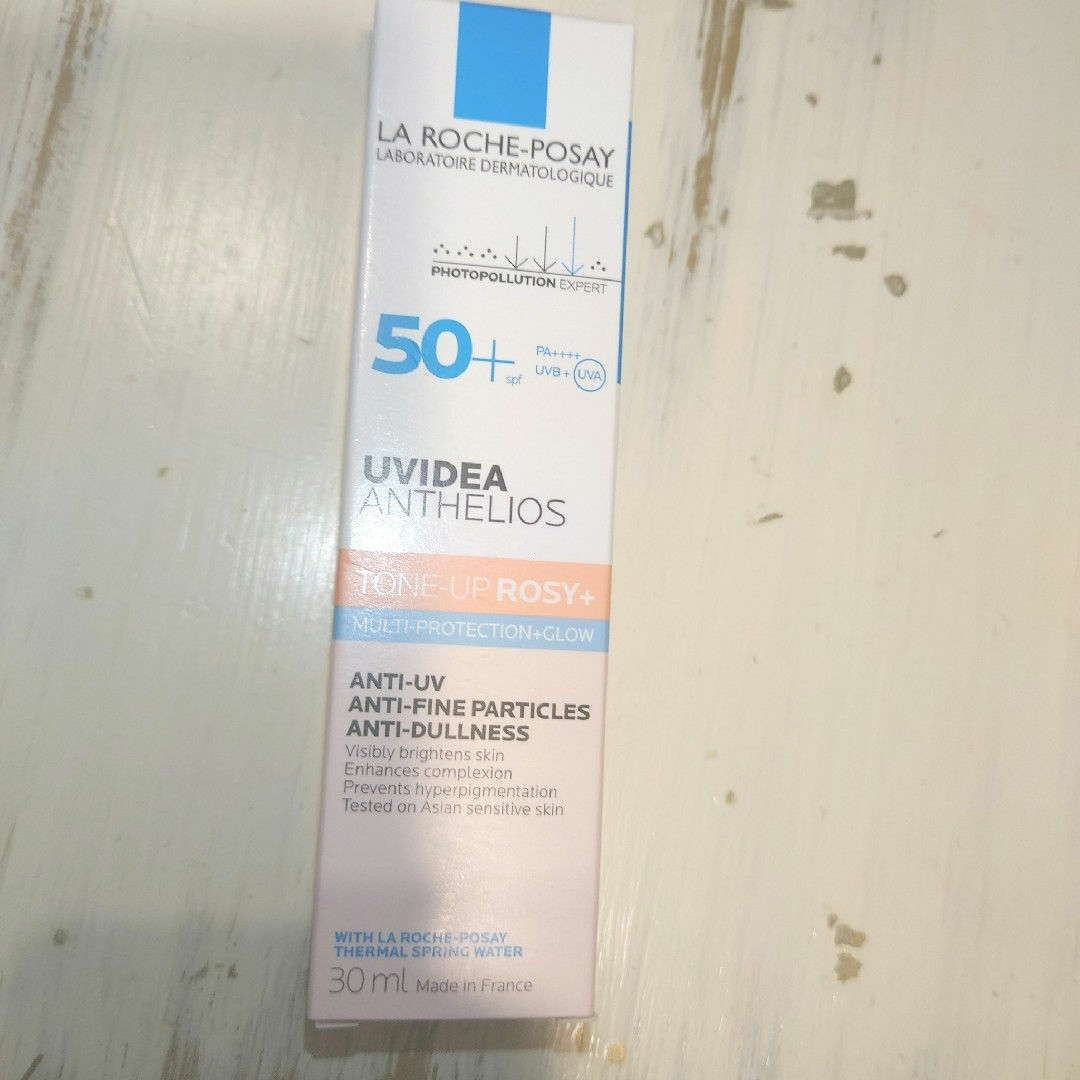 LA ROCHE-POSAY
LABORATOIRE DERMATOLOGIQUE
PHOTOPOLLUTION EXPERT
50+ spf
PA++++
UVB + UVA
UVIDEA
ANTHELIOS
TONE-UP ROSY+
MULTI-PROTECTION+GLOW
ANTI-UV
ANTI-FINE PARTICLES
ANTI-DULLNESS
Visibly brightens skin
Enhances complexion
Prevents hyperpigmentation
Tested on Asian sensitive skin
WITH LA ROCHE-POSAY
THERMAL SPRING WATER
30 ml Made in France